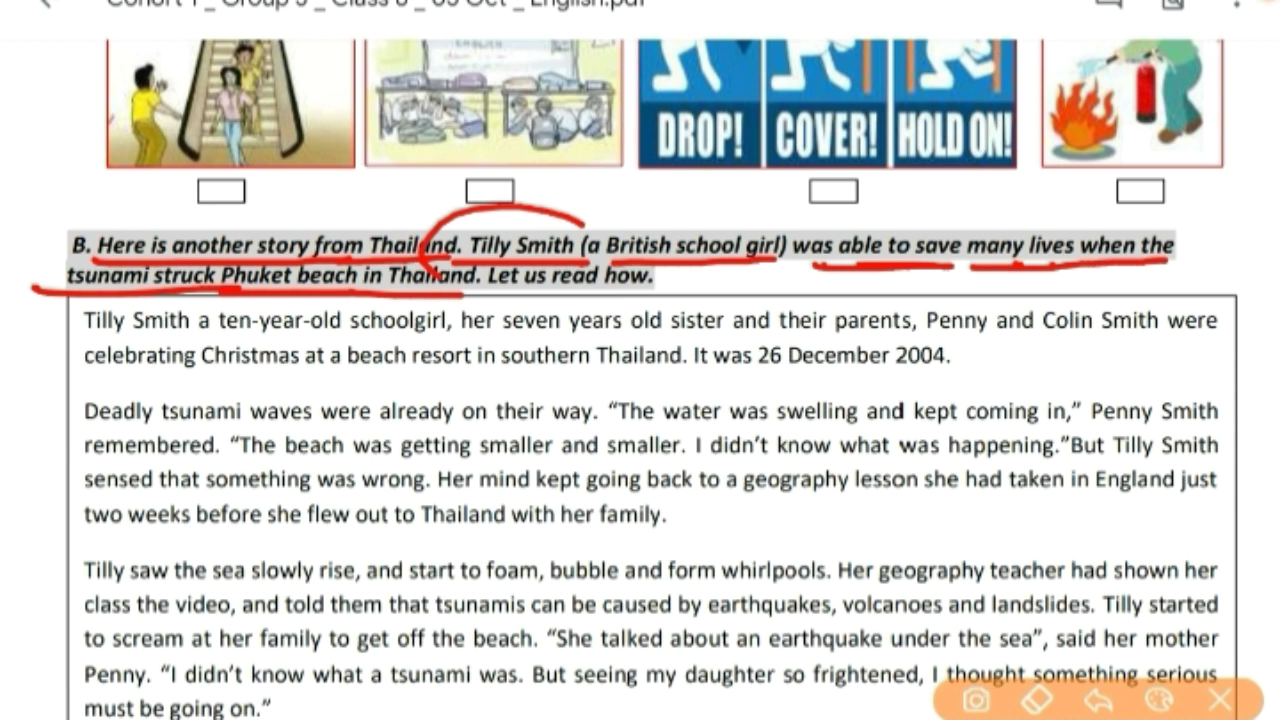 DROP! COVER! HOLD ON!
B. Here is another story from Thailand. Tilly Smith (a British school girl) was able to save many lives when the
tsunami struck Phuket beach in Thailand. Let us read how.
Tilly Smith a ten-year-old schoolgirl, her seven years old sister and their parents, Penny and Colin Smith were
celebrating Christmas at a beach resort in southern Thailand. It was 26 December 2004.
Deadly tsunami waves were already on their way. “The water was swelling and kept coming in,” Penny Smith
remembered. “The beach was getting smaller and smaller. I didn’t know what was happening.”But Tilly Smith
sensed that something was wrong. Her mind kept going back to a geography lesson she had taken in England just
two weeks before she flew out to Thailand with her family.
Tilly saw the sea slowly rise, and start to foam, bubble and form whirlpools. Her geography teacher had shown her
class the video, and told them that tsunamis can be caused by earthquakes, volcanoes and landslides. Tilly started
to scream at her family to get off the beach. “She talked about an earthquake under the sea”, said her mother
Penny. “I didn’t know what a tsunami was. But seeing my daughter so frightened, I thought something serious
must be going on.”